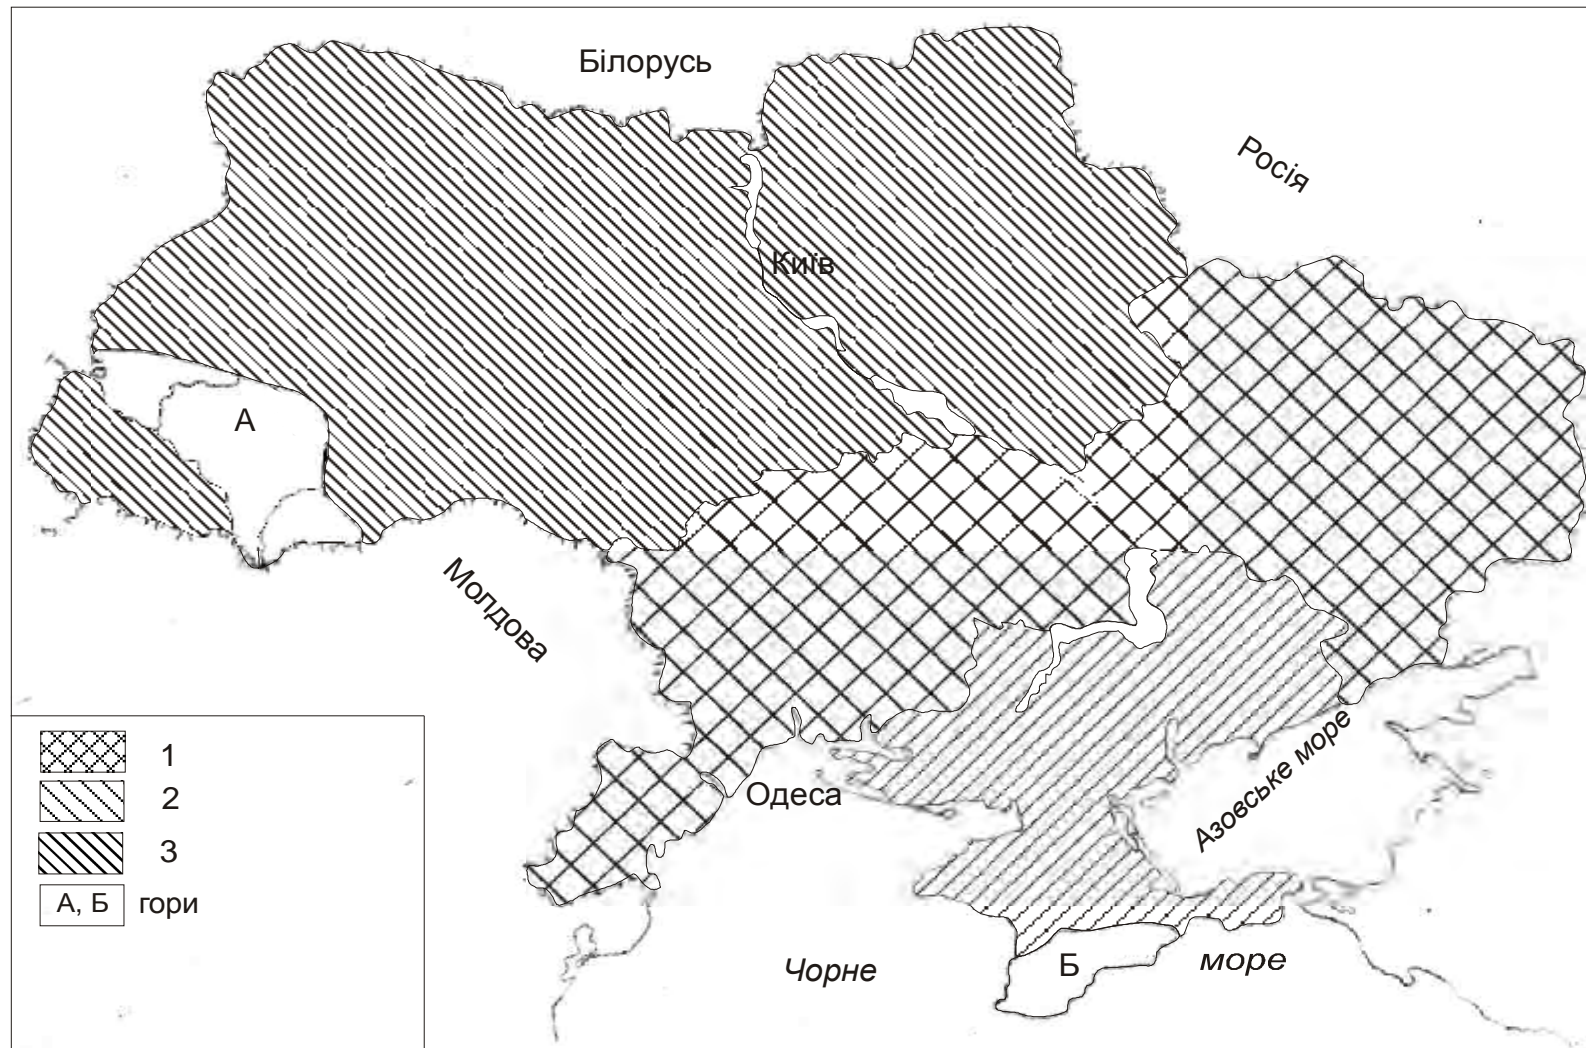 Білорусь
Росія
Київ
А
Молдова
Одеса
Азовське море
Чорне
море
Б
1
2
3
А, Б гори